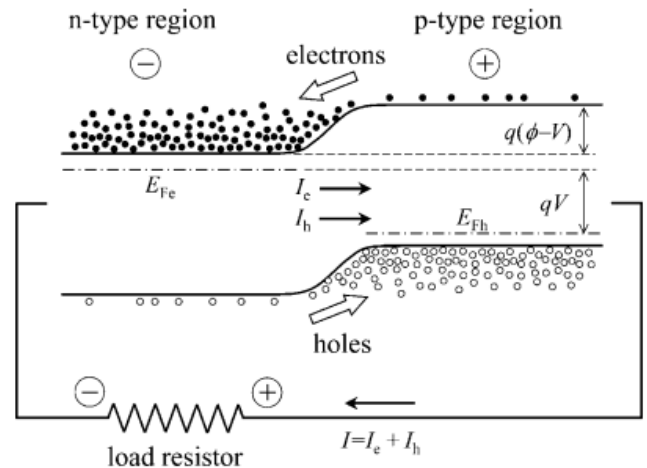 n-type region p-type region
− electrons +
q(ϕ–V)
E_Fe I_e qV
I_h E_Fh
holes
− +
load resistor I=I_e + I_h